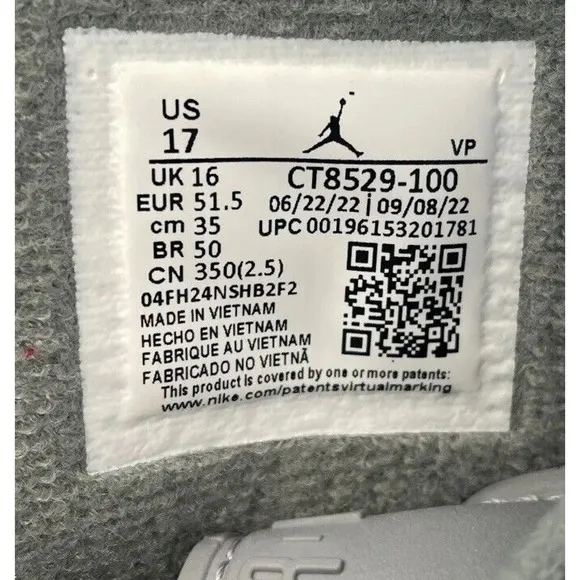 US
17
VP
UK 16
CT8529-100
EUR 51.5
06/22/22 | 09/08/22
cm 35
UPC 00196153201781
BR 50
CN 350(2.5)
04FH24NSHB2F2
MADE IN VIETNAM
HECHO EN VIETNAM
FABRIQUE AU VIETNAM
FABRICADO NO VIETNÃ
This product is covered by one or more patents:
www.nike.com/patentsvirtualmarking